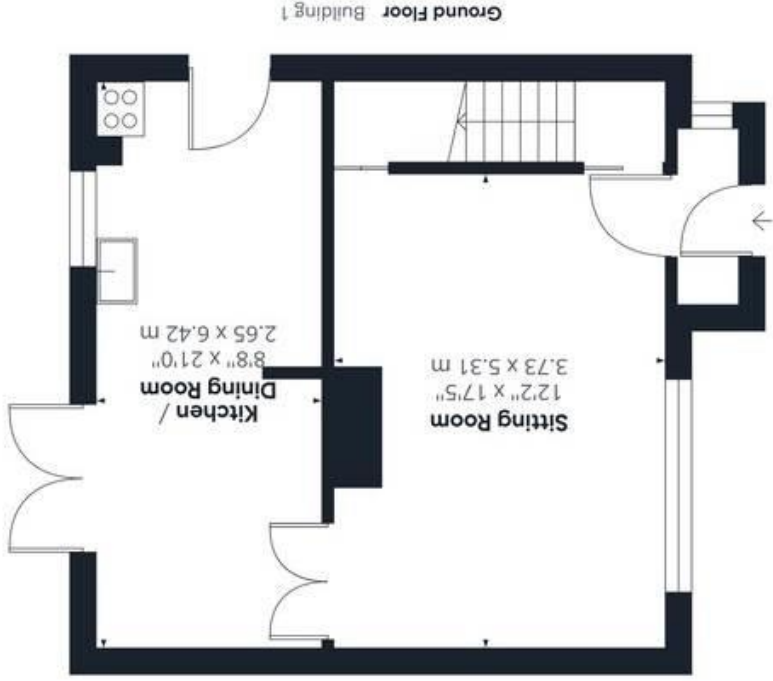 Sitting Room
12'2" x 17'5"
3.73 x 5.31 m
Kitchen /
Dining Room
8'8" x 21'0"
2.65 x 6.42 m
Ground Floor Building 1